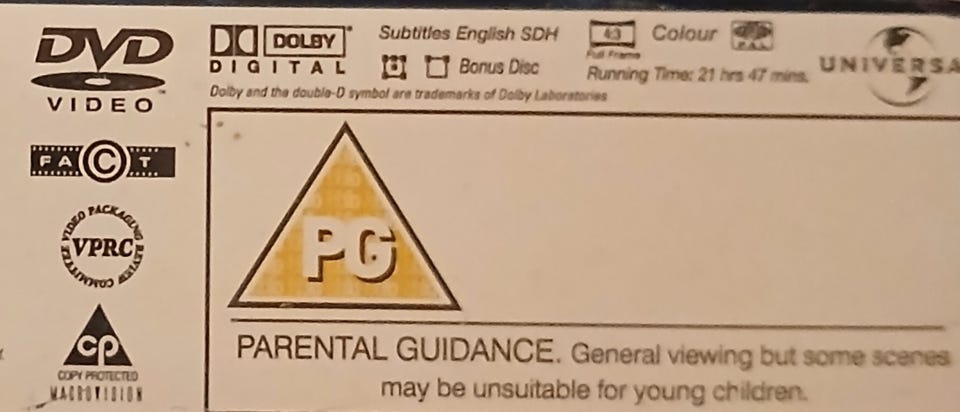 DVD
VIDEO
FACT
VIDEO PACKAGING REVIEW COMMITTEE
VPRC
CP
COPY PROTECTED
MACROVISION
DOLBY
DIGITAL
Subtitles English SDH
Bonus Disc
4:3
Full Frame
Colour
PAL
Running Time: 21 hrs 47 mins.
UNIVERSA
Dolby and the double-D symbol are trademarks of Dolby Laboratories
PG
PARENTAL GUIDANCE. General viewing but some scenes
may be unsuitable for young children.